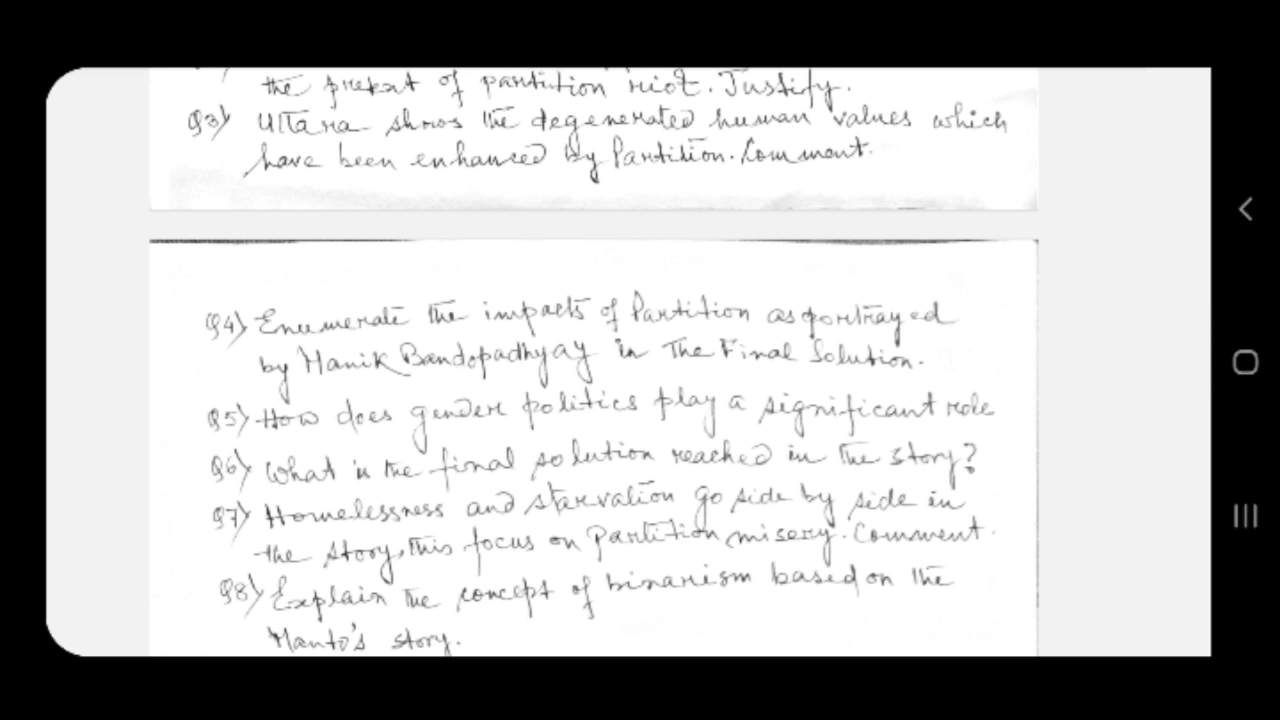 the pretext of partition riot. Justify.
Q3) Uttara shows the degenerated human values which
have been enhanced by Partition. Comment.
Q4) Enumerate the impacts of Partition as portrayed
by Manik Bandopadhyay in The Final Solution.
Q5) How does gender politics play a significant role
Q6) What is the final solution reached in the story?
Q7) Homelessness and starvation go side by side in
the story, this focus on Partition misery. Comment.
Q8) Explain the concept of binarism based on the
Manto's story.